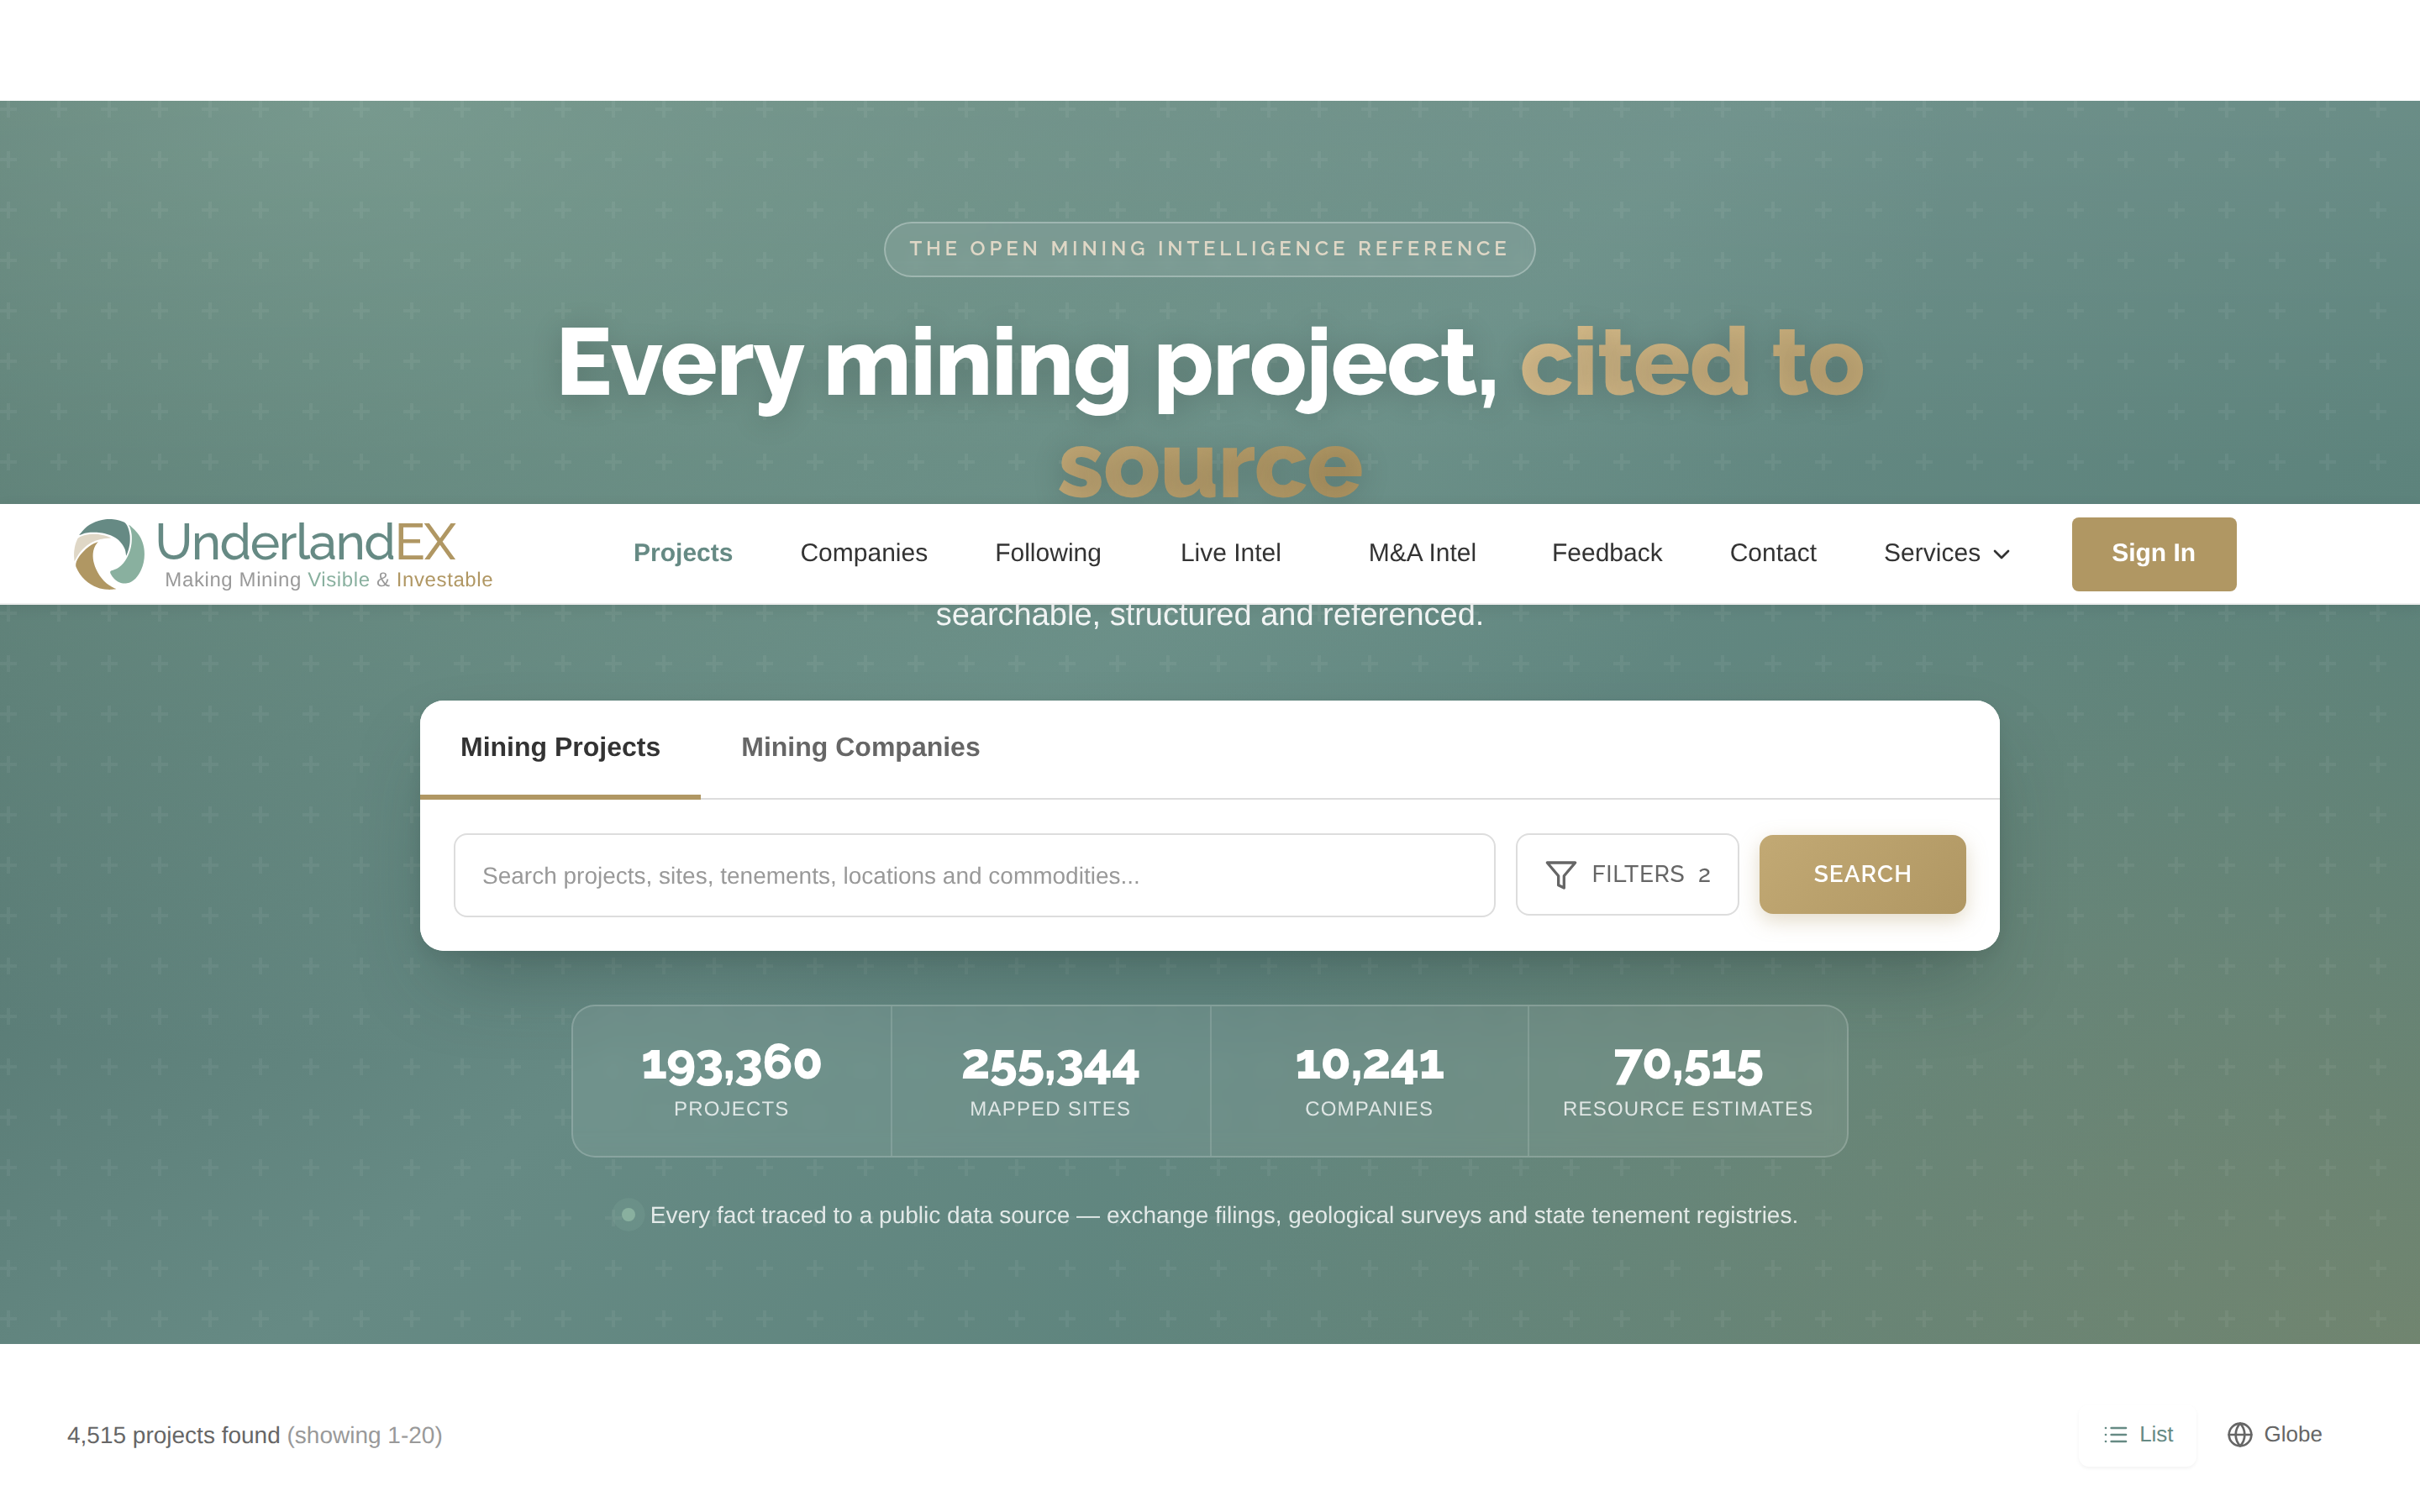 THE OPEN MINING INTELLIGENCE REFERENCE
Every mining project, cited to
source
UnderlandEX
Making Mining Visible & Investable
Projects
Companies
Following
Live Intel
M&A Intel
Feedback
Contact
Services
Sign In
searchable, structured and referenced.
Mining Projects
Mining Companies
Search projects, sites, tenements, locations and commodities...
FILTERS 2
SEARCH
193,360
PROJECTS
255,344
MAPPED SITES
10,241
COMPANIES
70,515
RESOURCE ESTIMATES
Every fact traced to a public data source — exchange filings, geological surveys and state tenement registries.
4,515 projects found (showing 1-20)
List
Globe